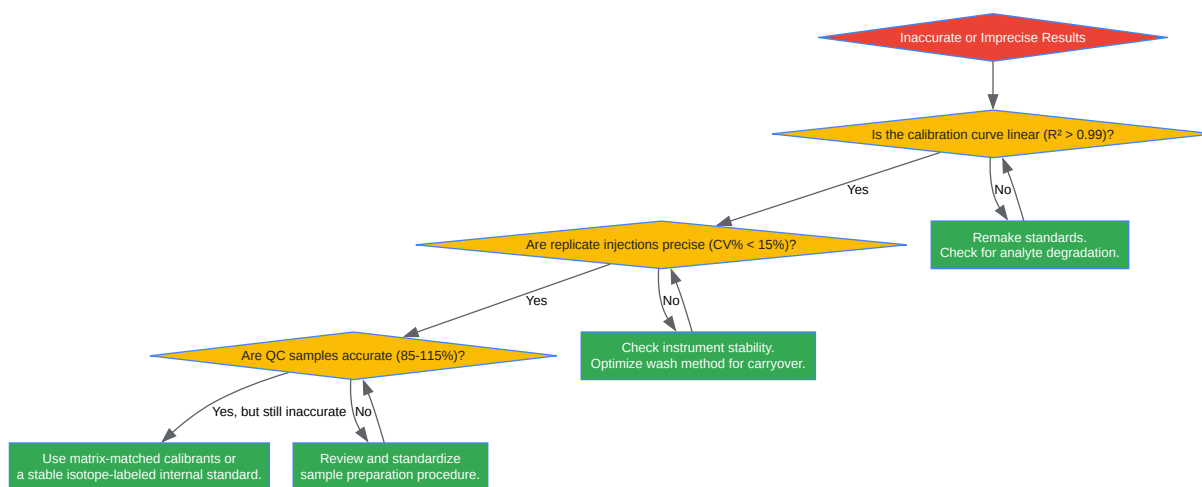 Inaccurate or Imprecise Results
Is the calibration curve linear (R² > 0.99)?
Yes
No
Remake standards.
Check for analyte degradation.
Are replicate injections precise (CV% < 15%)?
Yes
No
Check instrument stability.
Optimize wash method for carryover.
Are QC samples accurate (85-115%)?
Yes, but still inaccurate
No
Use matrix-matched calibrants or
a stable isotope-labeled internal standard.
Review and standardize
sample preparation procedure.